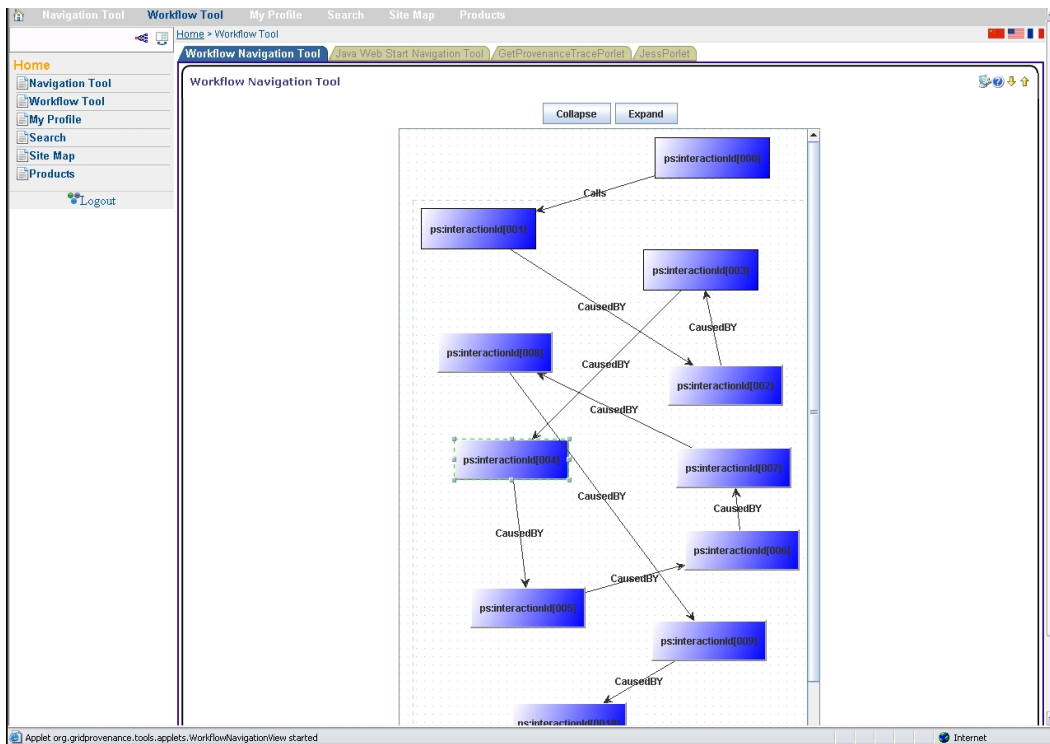 Navigation Tool Workflow Tool My Profile Search Site Map Products
Home > Workflow Tool
Workflow Navigation Tool Java Web Start Navigation Tool GetProvenanceTracePorlet JessPorlet
Home
Navigation Tool
Workflow Tool
My Profile
Search
Site Map
Products
Logout
Workflow Navigation Tool
Collapse Expand
ps:interactionId[000]
Calls
ps:interactionId[001]
ps:interactionId[003]
CausedBY
CausedBY
ps:interactionId[008]
CausedBY
ps:interactionId[002]
CausedBY
ps:interactionId[004]
ps:interactionId[007]
CausedBY
CausedBY
CausedBY
ps:interactionId[006]
CausedBY
ps:interactionId[005]
ps:interactionId[009]
CausedBY
ps:interactionId[0010]
Applet org.gridprovenance.tools.applets.WorkflowNavigationView started Internet